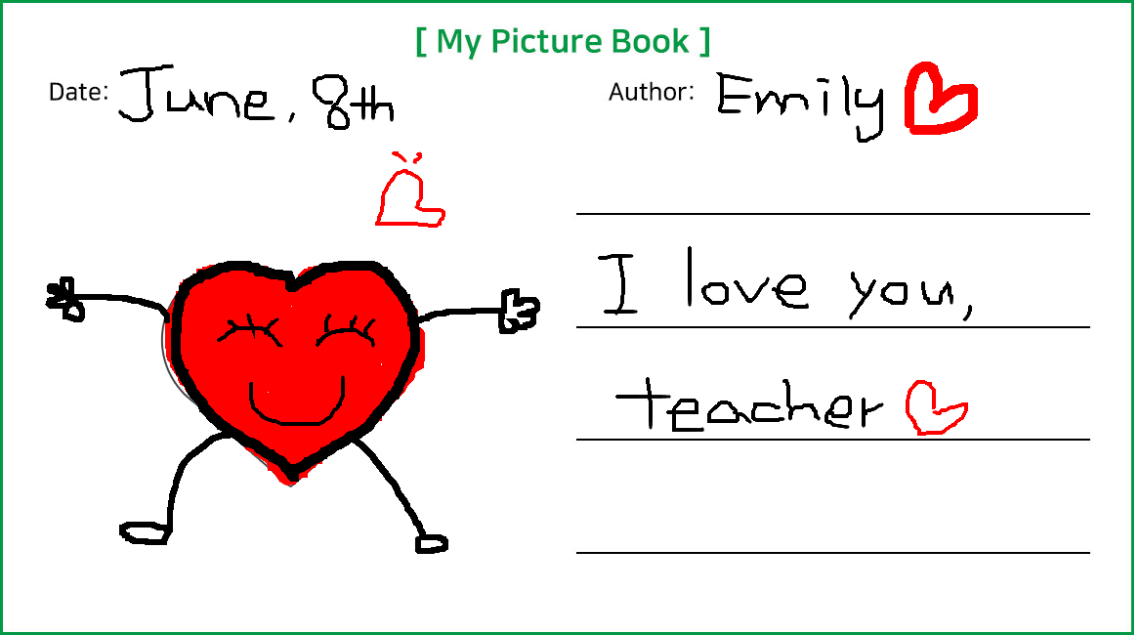 [ My Picture Book ]
Date: June, 8th
Author: Emily
I love you,
teacher